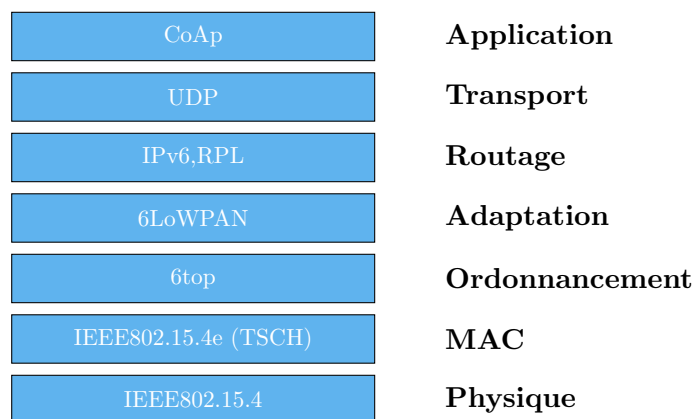 CoAp Application
UDP Transport
IPv6,RPL Routage
6LoWPAN Adaptation
6top Ordonnancement
IEEE802.15.4e (TSCH) MAC
IEEE802.15.4 Physique